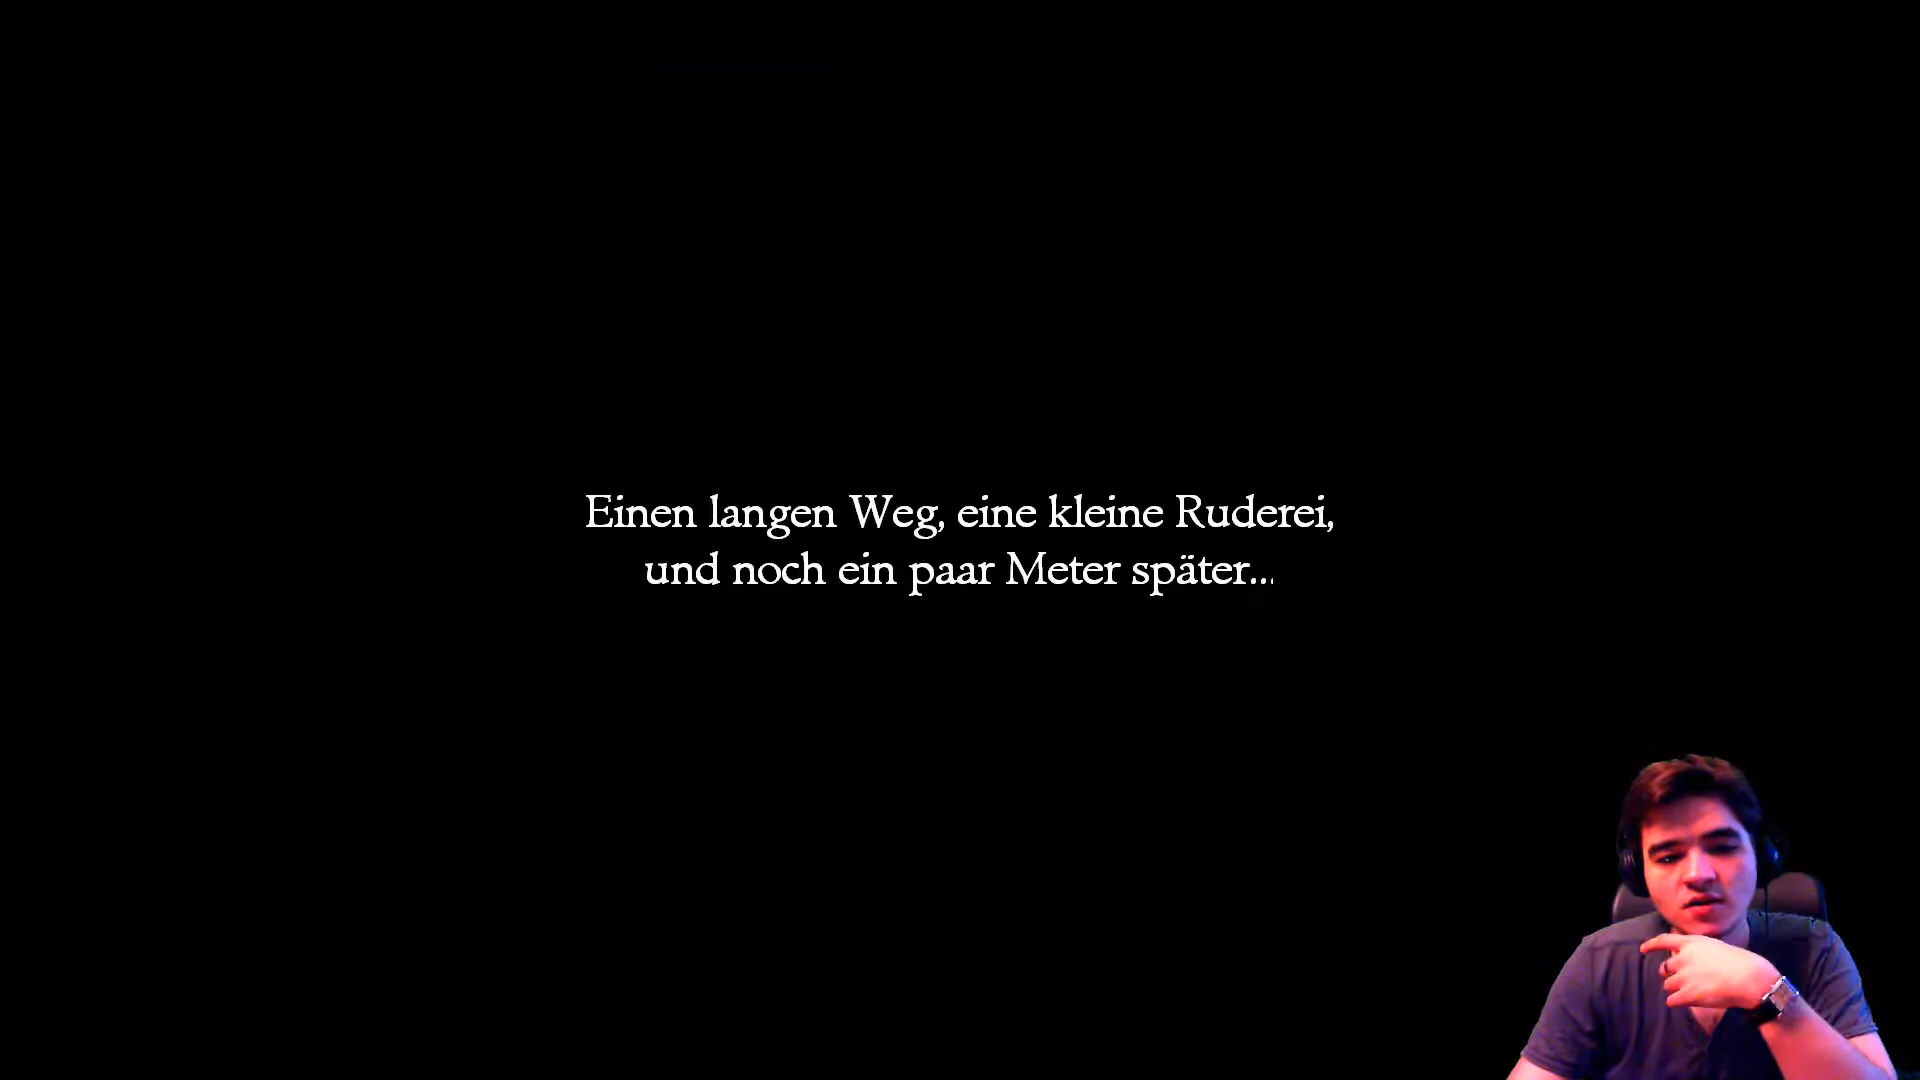 Einen langen Weg, eine kleine Ruderei,
und noch ein paar Meter später...